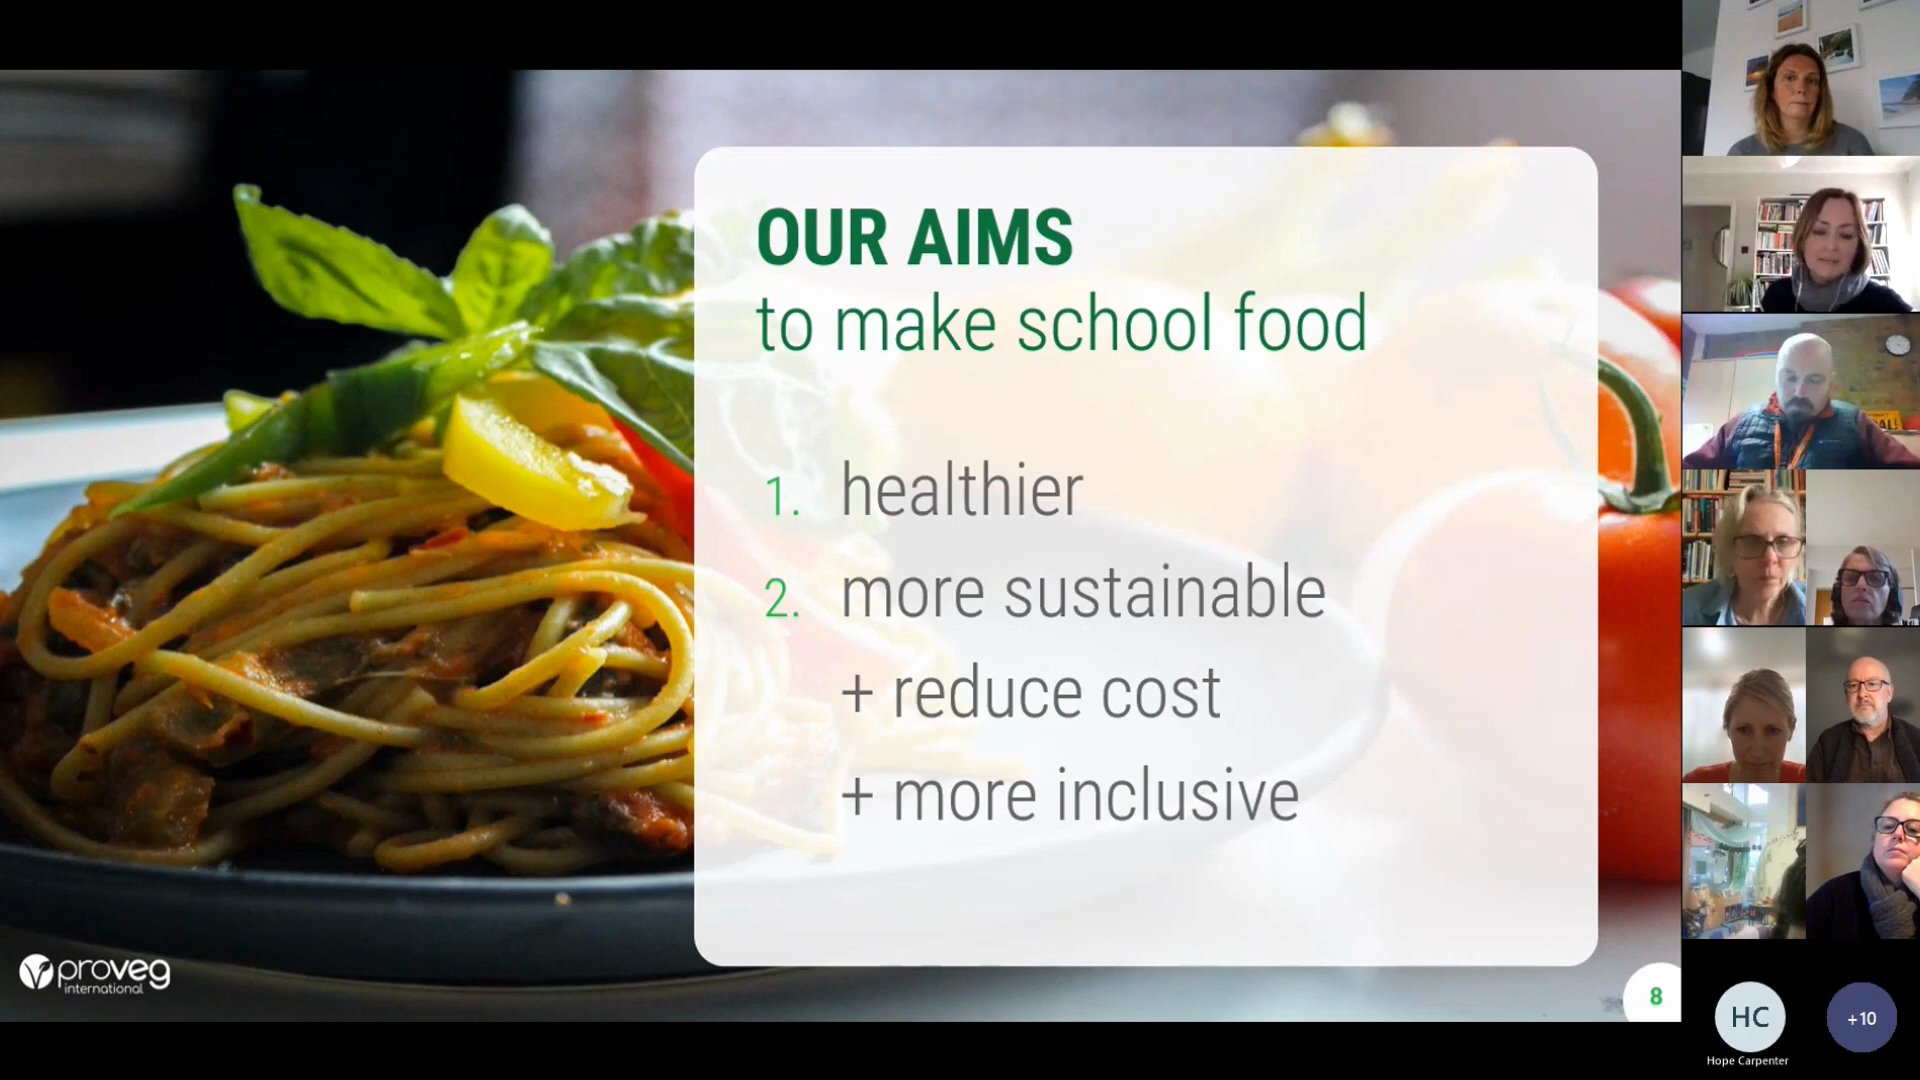 OUR AIMS
to make school food
1. healthier
2. more sustainable
+ reduce cost
+ more inclusive
proveg
international
8
AL!
HC
+10
Hope Carpenter